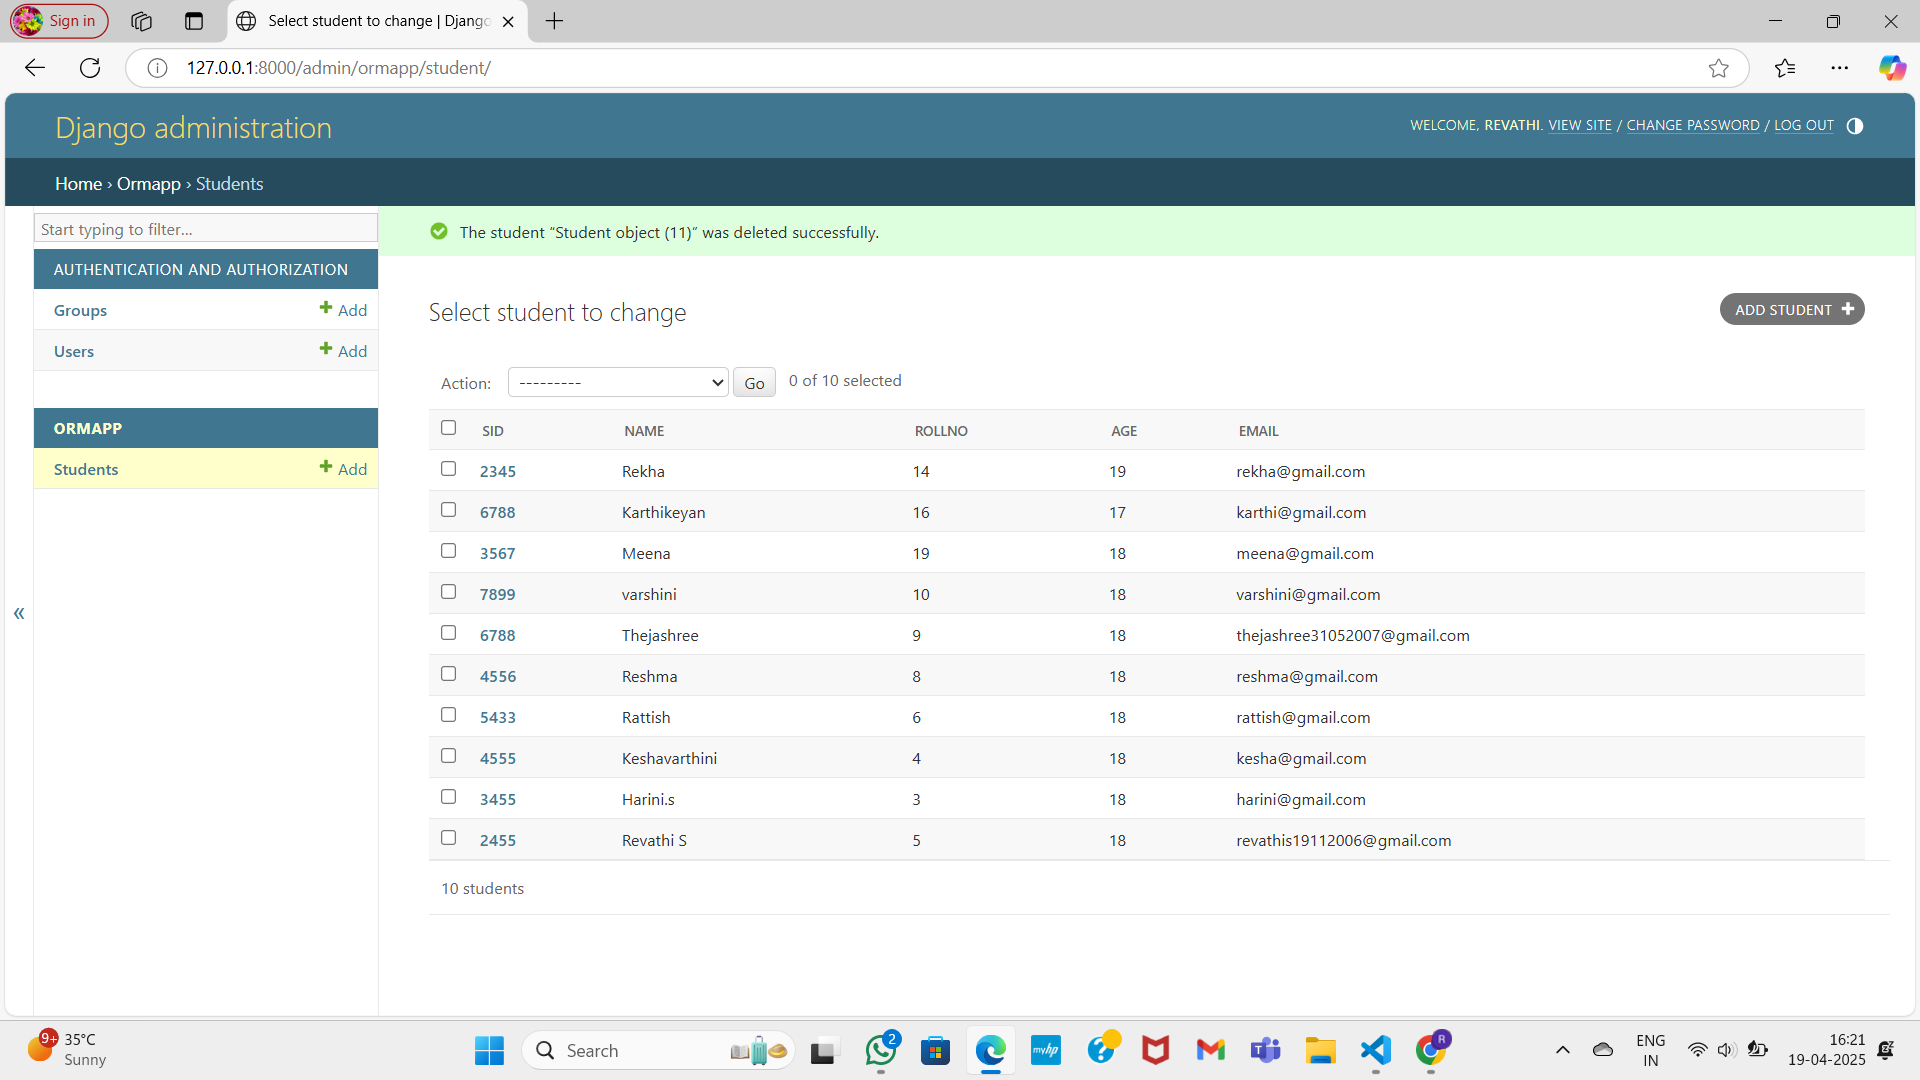 Sign in
Select student to change | Django
127.0.0.1:8000/admin/ormapp/student/
Django administration
WELCOME, REVATHI. VIEW SITE / CHANGE PASSWORD / LOG OUT
Home › Ormapp › Students
Start typing to filter...
The student “Student object (11)” was deleted successfully.
AUTHENTICATION AND AUTHORIZATION
Groups Add
Users Add
ORMAPP
Students Add
Select student to change
ADD STUDENT
Action: --------- Go 0 of 10 selected
SID NAME ROLLNO AGE EMAIL
2345 Rekha 14 19 rekha@gmail.com
6788 Karthikeyan 16 17 karthi@gmail.com
3567 Meena 19 18 meena@gmail.com
7899 varshini 10 18 varshini@gmail.com
6788 Thejashree 9 18 thejashree31052007@gmail.com
4556 Reshma 8 18 reshma@gmail.com
5433 Rattish 6 18 rattish@gmail.com
4555 Keshavarthini 4 18 kesha@gmail.com
3455 Harini.s 3 18 harini@gmail.com
2455 Revathi S 5 18 revathis19112006@gmail.com
10 students
«
9+
35°C
Sunny
Search
2
myhp
R
ENG
IN
16:21
19-04-2025